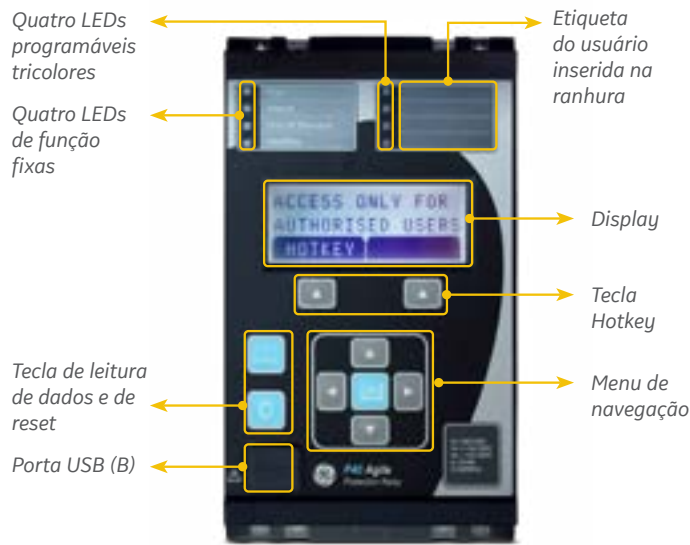 Quatro LEDs
programáveis
tricolores
Quatro LEDs
de função
fixas
Etiqueta
do usuário
inserida na
ranhura
ACCESS ONLY FOR
AUTHORISED USERS
HOTKEY
Display
Tecla
Hotkey
Tecla de leitura
de dados e de
reset
Menu de
navegação
Porta USB (B)
P40 Agile
Protection Relay